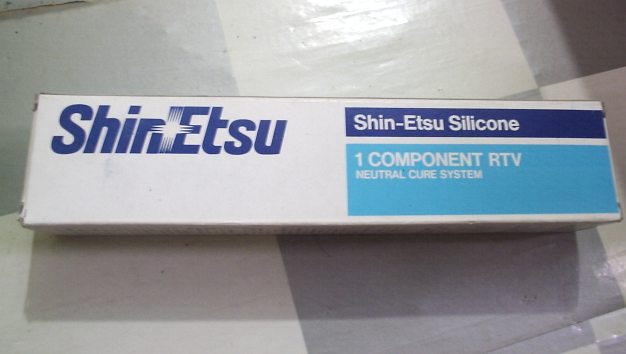 ShinEtsu
Shin-Etsu Silicone
1 COMPONENT RTV
NEUTRAL CURE SYSTEM